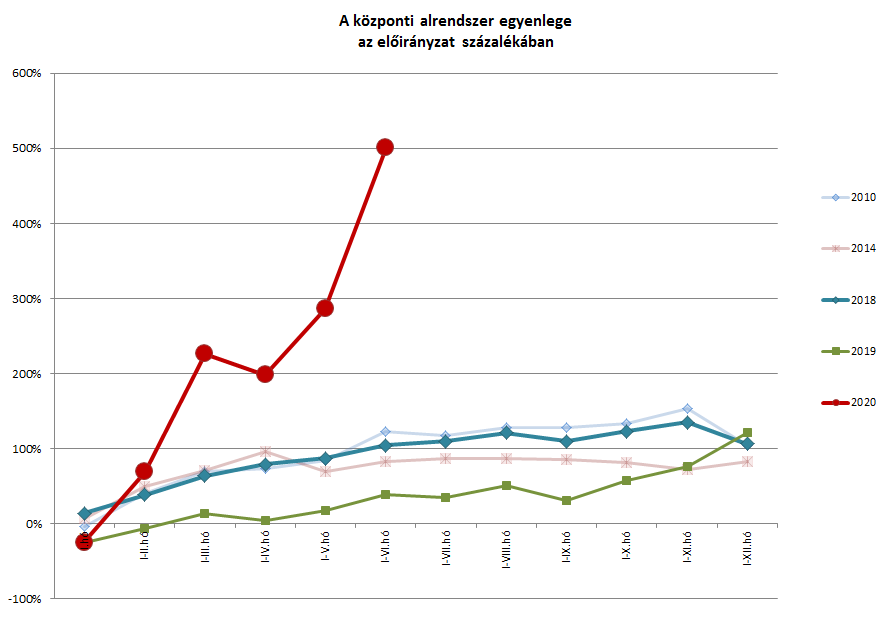 A központi alrendszer egyenlege
az előirányzat százalékában
600%
500%
400%
300%
200%
100%
0%
-100%
I-II.hó
I-III.hó
I-IV.hó
I-V.hó
I-VI.hó
I-VII.hó
I-VIII.hó
I-IX.hó
I-X.hó
I-XI.hó
I-XII.hó
2010
2014
2018
2019
2020